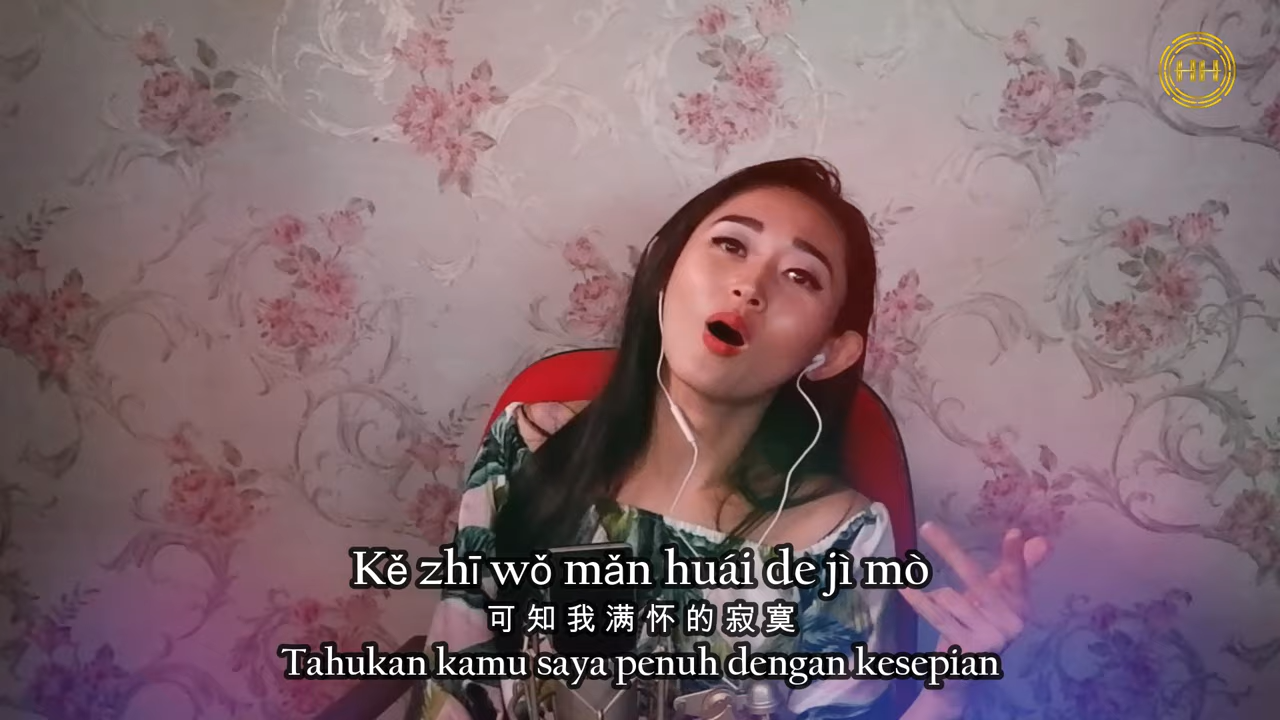 HH
Kě zhī wǒ mǎn huái de jì mò
可知我满怀的寂寞
Tahukan kamu saya penuh dengan kesepian